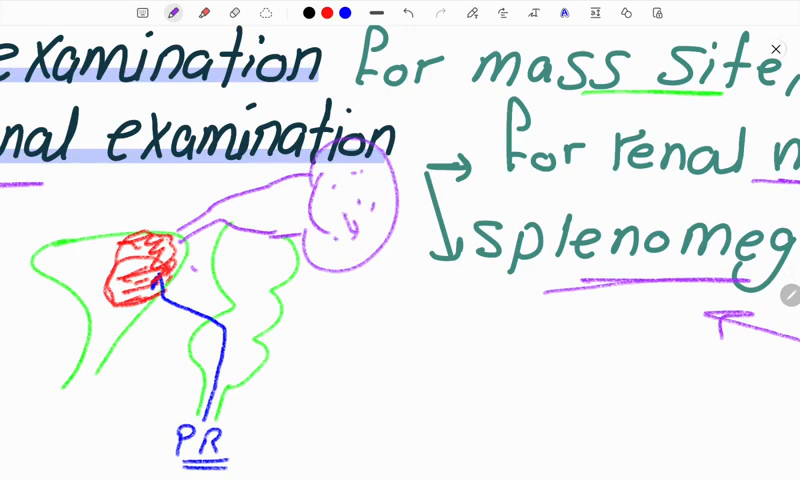 examination for mass site,
nal examination → for renal m
splenomeg
PR